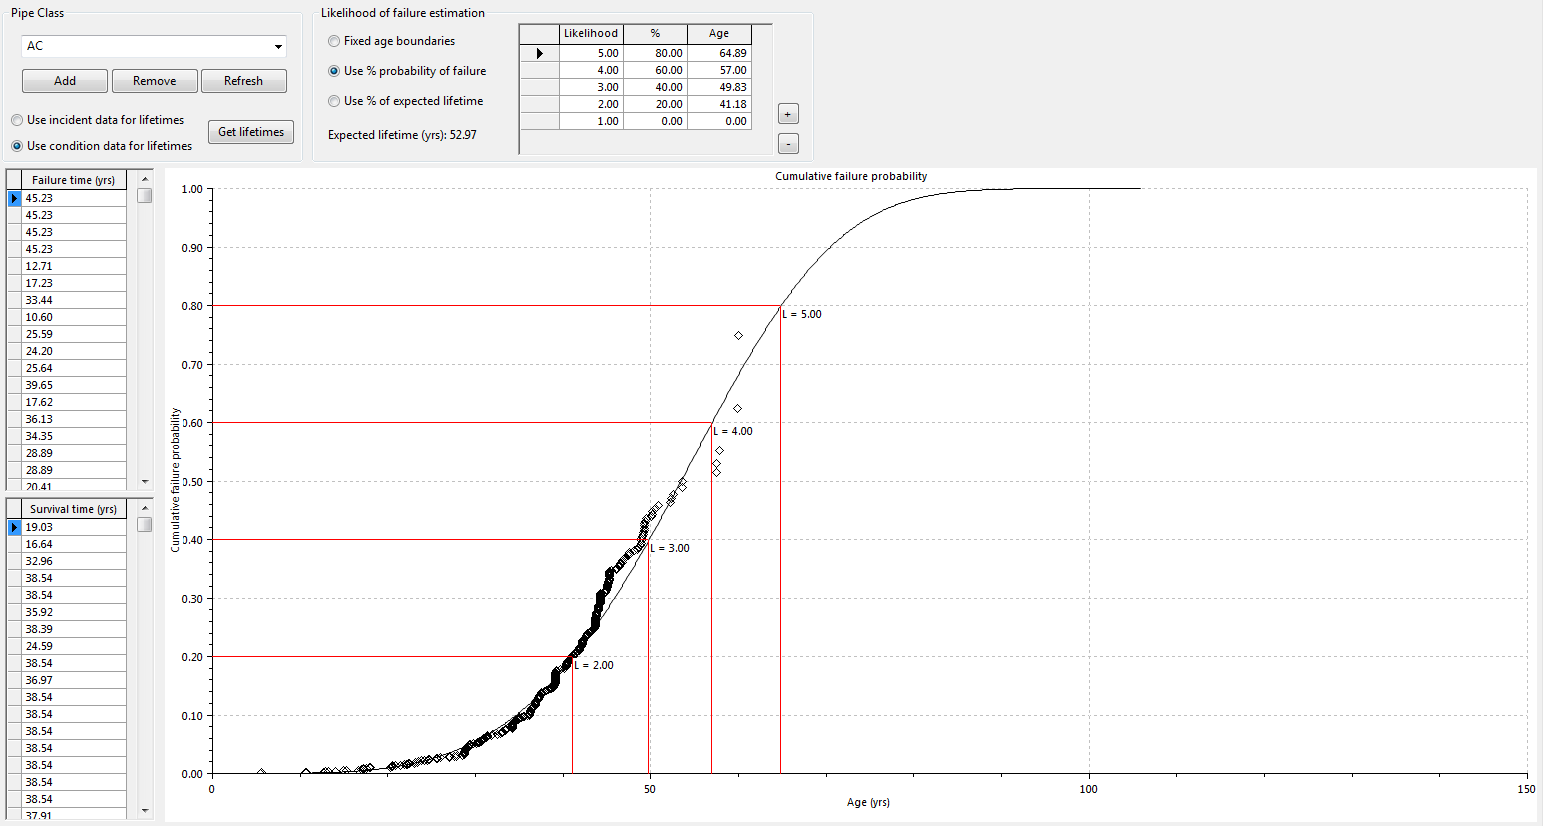 Pipe Class
AC
Add Remove Refresh
Use incident data for lifetimes
Use condition data for lifetimes
Get lifetimes
Likelihood of failure estimation
Fixed age boundaries
Use % probability of failure
Use % of expected lifetime
Expected lifetime (yrs): 52.97
Likelihood % Age
5.00 80.00 64.89
4.00 60.00 57.00
3.00 40.00 49.83
2.00 20.00 41.18
1.00 0.00 0.00
+
-
Failure time (yrs)
45.23
45.23
45.23
45.23
12.71
17.23
33.44
10.60
25.59
24.20
25.64
39.65
17.62
36.13
34.35
28.89
28.89
20.41
Survival time (yrs)
19.03
16.64
32.96
38.54
38.54
35.92
38.39
24.59
38.54
36.97
38.54
38.54
38.54
38.54
38.54
38.54
38.54
37.91
Cumulative failure probability
Cumulative failure probability
1.00
0.90
0.80
0.70
0.60
0.50
0.40
0.30
0.20
0.10
0.00
L = 5.00
L = 4.00
L = 3.00
L = 2.00
0 50 100 150
Age (yrs)